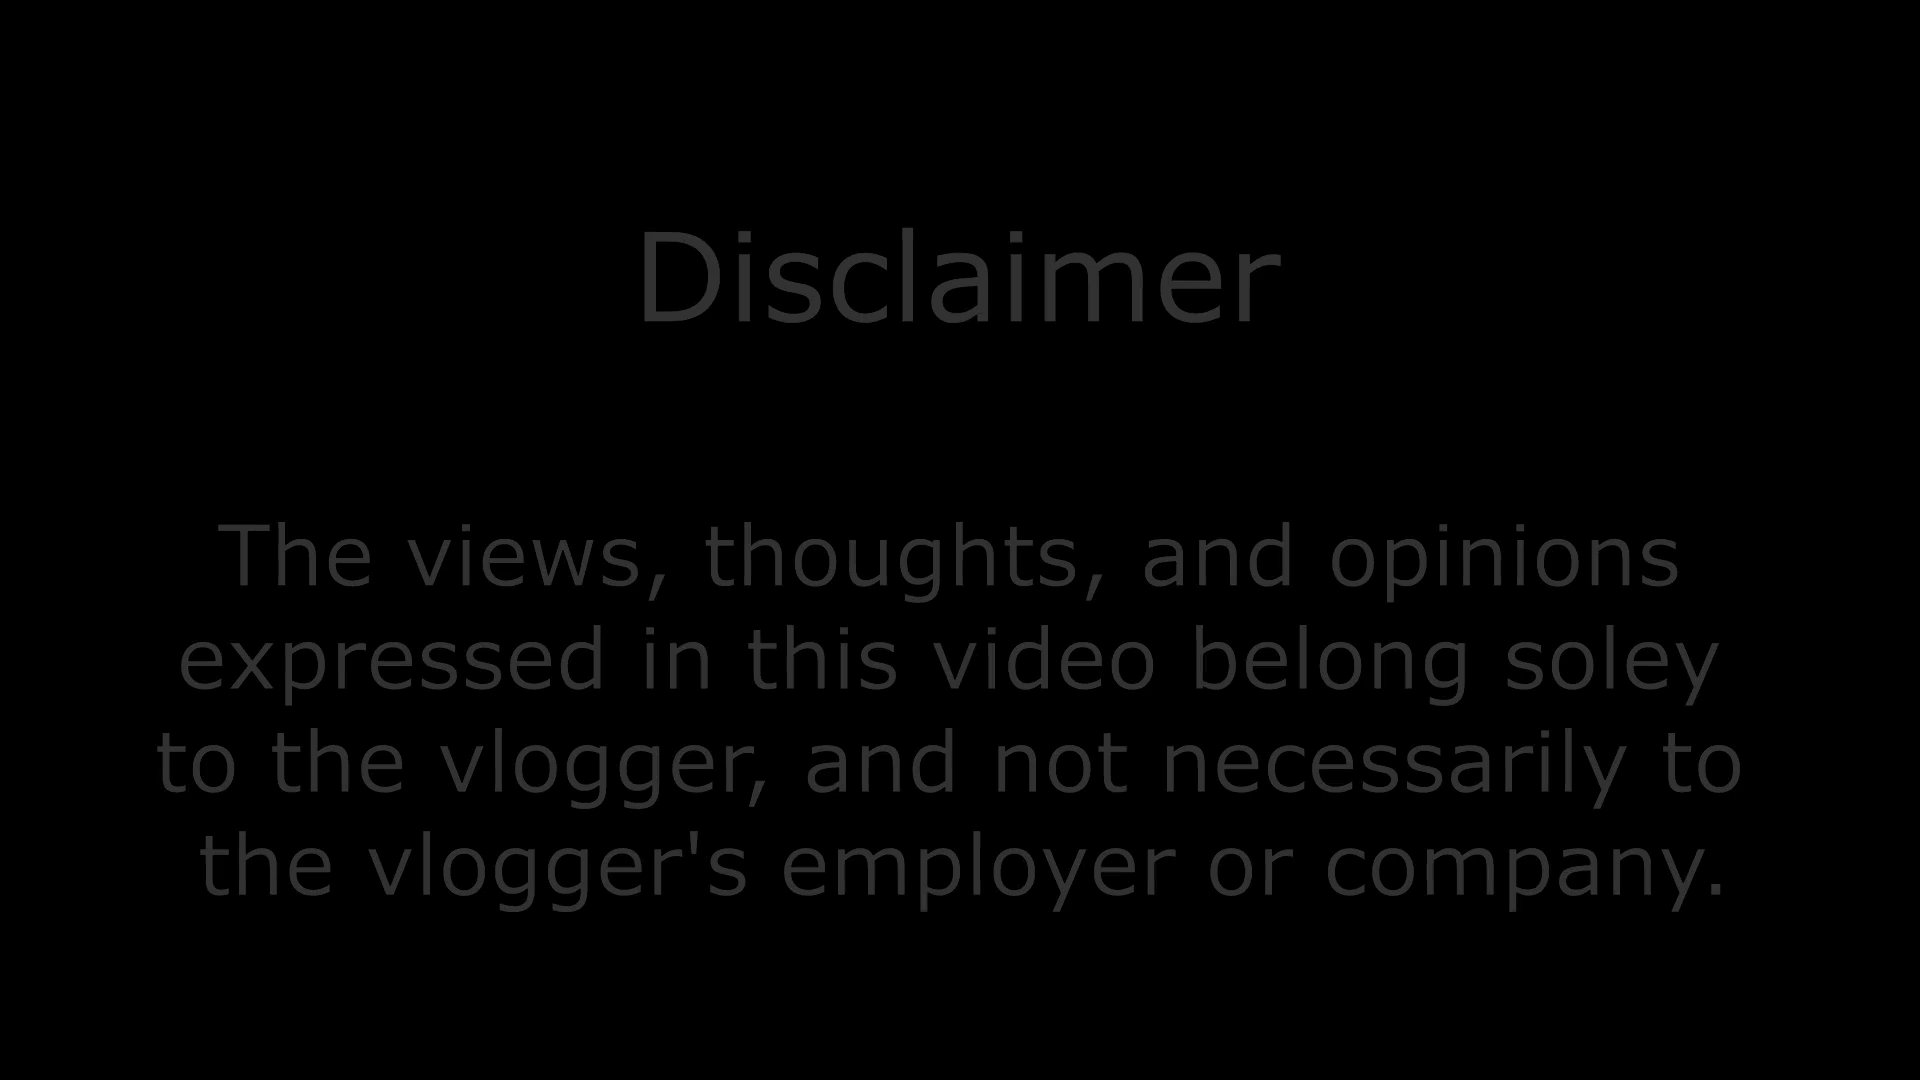 Disclaimer
The views, thoughts, and opinions
expressed in this video belong soley
to the vlogger, and not necessarily to
the vlogger's employer or company.